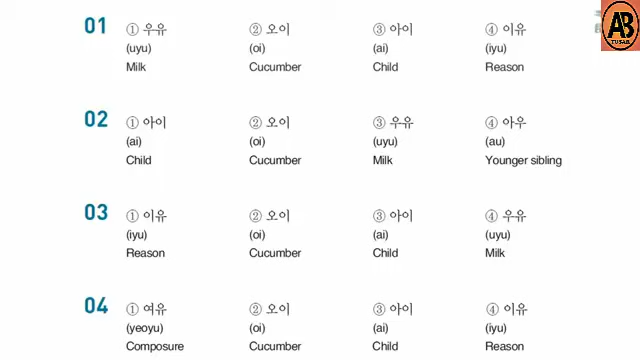 01 ① 우유 ② 오이 ③ 아이 ④ 이유
(uyu) (oi) (ai) (iyu)
Milk Cucumber Child Reason
02 ① 아이 ② 오이 ③ 우유 ④ 아우
(ai) (oi) (uyu) (au)
Child Cucumber Milk Younger sibling
03 ① 이유 ② 오이 ③ 아이 ④ 우유
(iyu) (oi) (ai) (uyu)
Reason Cucumber Child Milk
04 ① 여유 ② 오이 ③ 아이 ④ 이유
(yeoyu) (oi) (ai) (iyu)
Composure Cucumber Child Reason
AB
TUSAR